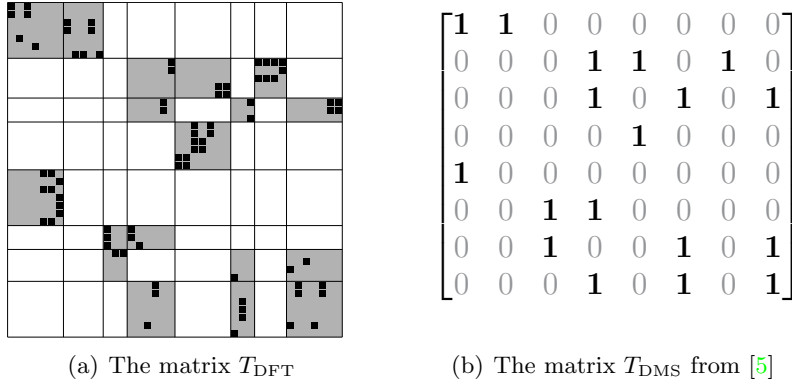 1 1 0 0 0 0 0 0
0 0 0 1 1 0 1 0
0 0 0 1 0 1 0 1
0 0 0 0 1 0 0 0
1 0 0 0 0 0 0 0
0 0 1 1 0 0 0 0
0 0 1 0 0 1 0 1
0 0 0 1 0 1 0 1
(a) The matrix T_DFT
(b) The matrix T_DMS from [5]